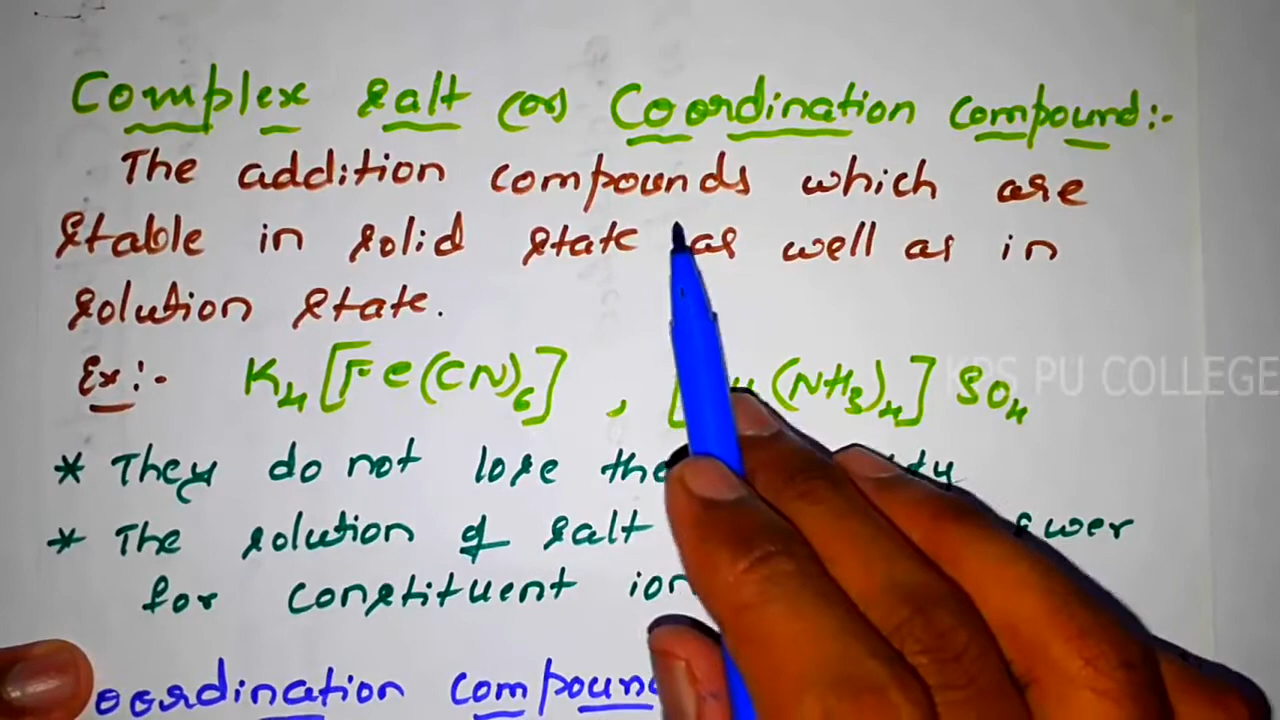 Complex salt (or) Coordination compound:-
The addition compounds which are
stable in solid state as well as in
solution state.
Ex:- K4[Fe(CN)6] , [ (NH3)4] SO4
KRS PU COLLEGE
* They do not lose
* The solution of salt
for constituent ion
oordination compound